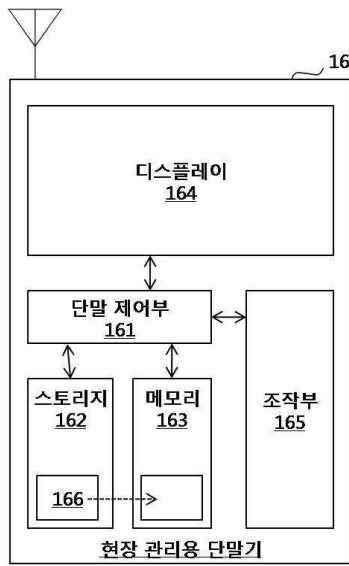 16
디스플레이
164
단말 제어부
161
스토리지
162
메모리
163
조작부
165
166
현장 관리용 단말기